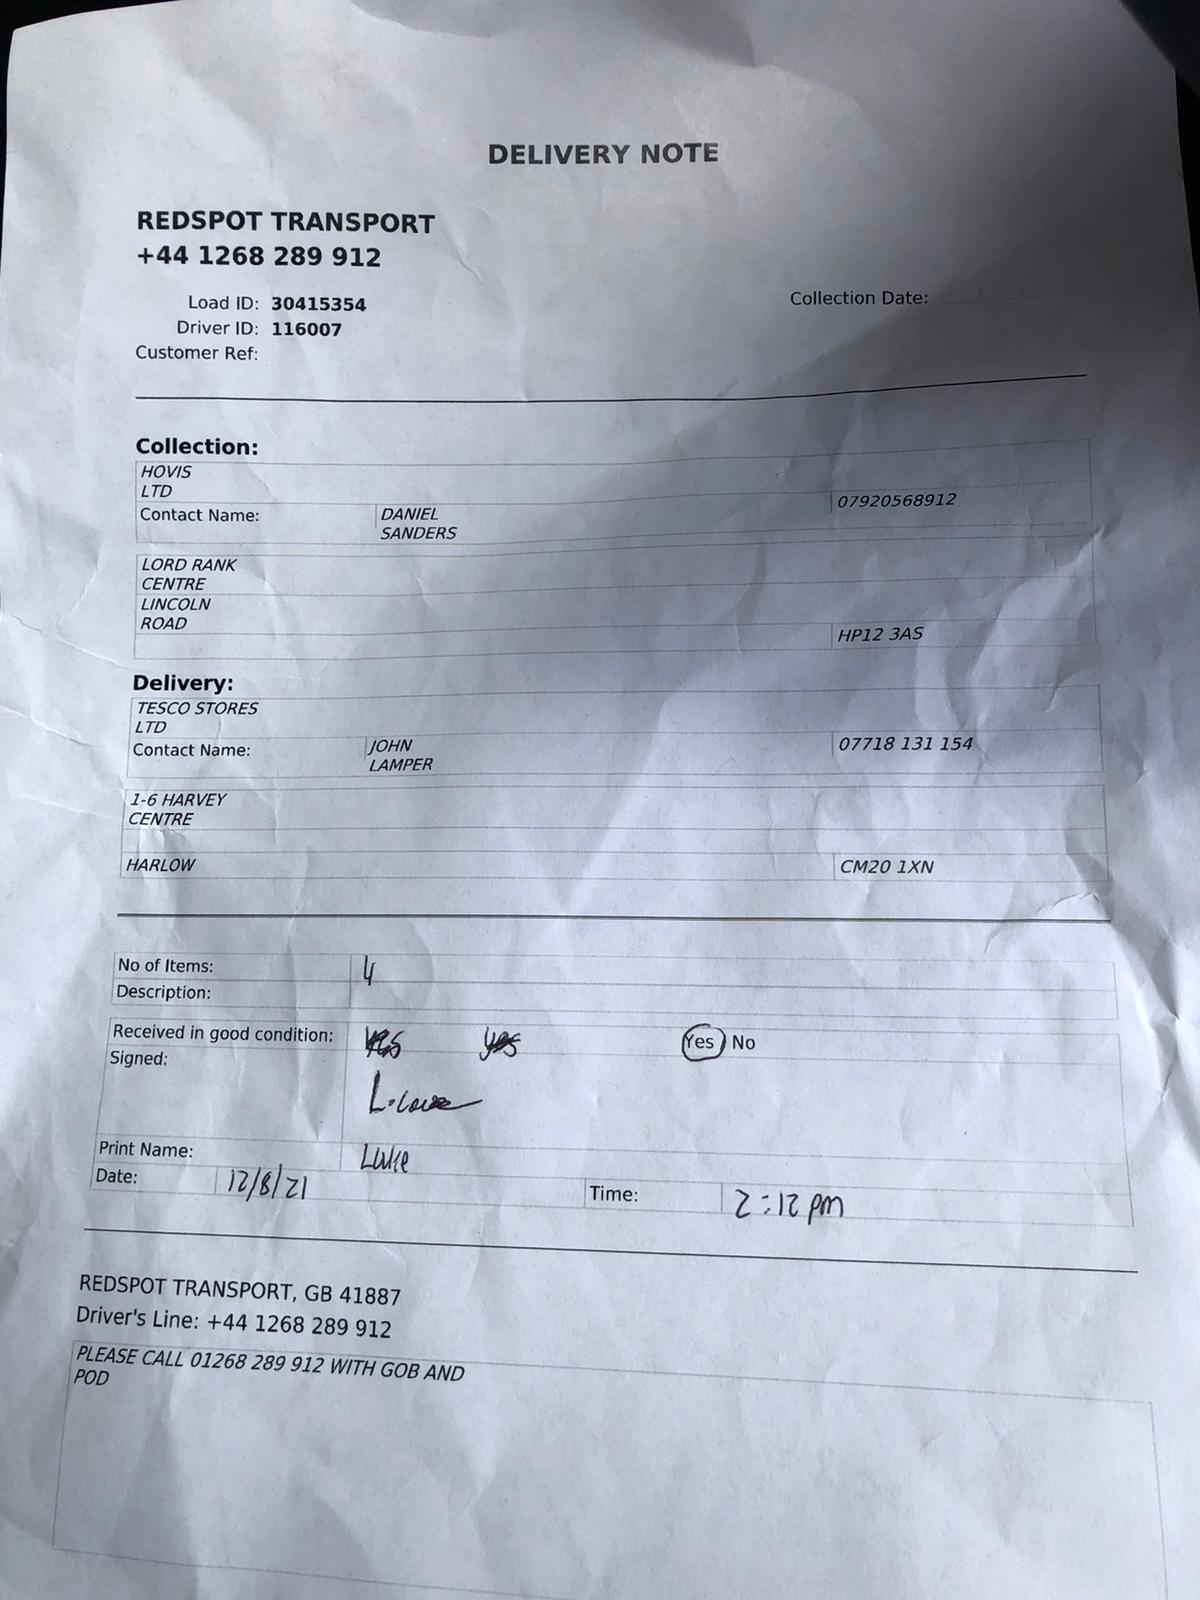 DELIVERY NOTE
REDSPOT TRANSPORT
+44 1268 289 912
Load ID: 30415354
Collection Date:
Driver ID: 116007
Customer Ref:
Collection:
HOVIS
LTD
Contact Name: DANIEL SANDERS 07920568912
LORD RANK
CENTRE
LINCOLN
ROAD
HP12 3AS
Delivery:
TESCO STORES
LTD
Contact Name: JOHN LAMPER 07718 131 154
1-6 HARVEY
CENTRE
HARLOW CM20 1XN
No of Items: 4
Description:
Received in good condition: Yes No
Signed:
Print Name: Luke
Date: 12/8/21 Time: 2:12 pm
REDSPOT TRANSPORT, GB 41887
Driver's Line: +44 1268 289 912
PLEASE CALL 01268 289 912 WITH GOB AND
POD